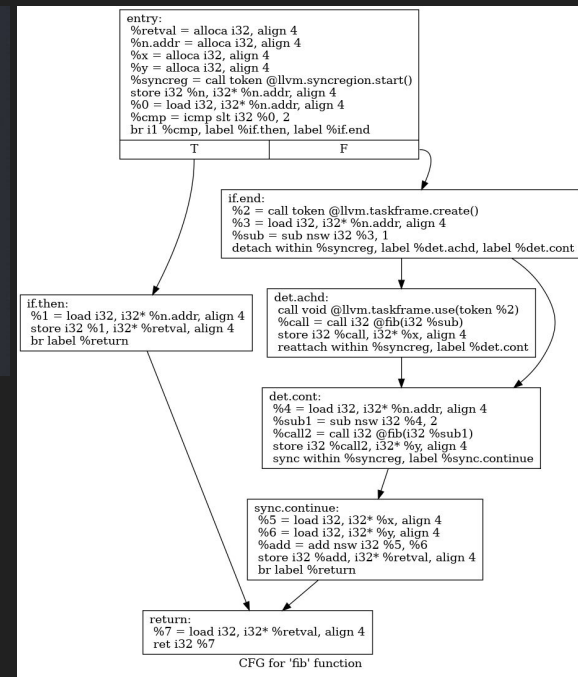 entry:
%retval = alloca i32, align 4
%n.addr = alloca i32, align 4
%x = alloca i32, align 4
%y = alloca i32, align 4
%syncreg = call token @llvm.syncregion.start()
store i32 %n, i32* %n.addr, align 4
%0 = load i32, i32* %n.addr, align 4
%cmp = icmp slt i32 %0, 2
br i1 %cmp, label %if.then, label %if.end
T F
if.end:
%2 = call token @llvm.taskframe.create()
%3 = load i32, i32* %n.addr, align 4
%sub = sub nsw i32 %3, 1
detach within %syncreg, label %det.achd, label %det.cont
if.then:
%1 = load i32, i32* %n.addr, align 4
store i32 %1, i32* %retval, align 4
br label %return
det.achd:
call void @llvm.taskframe.use(token %2)
%call = call i32 @fib(i32 %sub)
store i32 %call, i32* %x, align 4
reattach within %syncreg, label %det.cont
det.cont:
%4 = load i32, i32* %n.addr, align 4
%sub1 = sub nsw i32 %4, 2
%call2 = call i32 @fib(i32 %sub1)
store i32 %call2, i32* %y, align 4
sync within %syncreg, label %sync.continue
sync.continue:
%5 = load i32, i32* %x, align 4
%6 = load i32, i32* %y, align 4
%add = add nsw i32 %5, %6
store i32 %add, i32* %retval, align 4
br label %return
return:
%7 = load i32, i32* %retval, align 4
ret i32 %7
CFG for 'fib' function